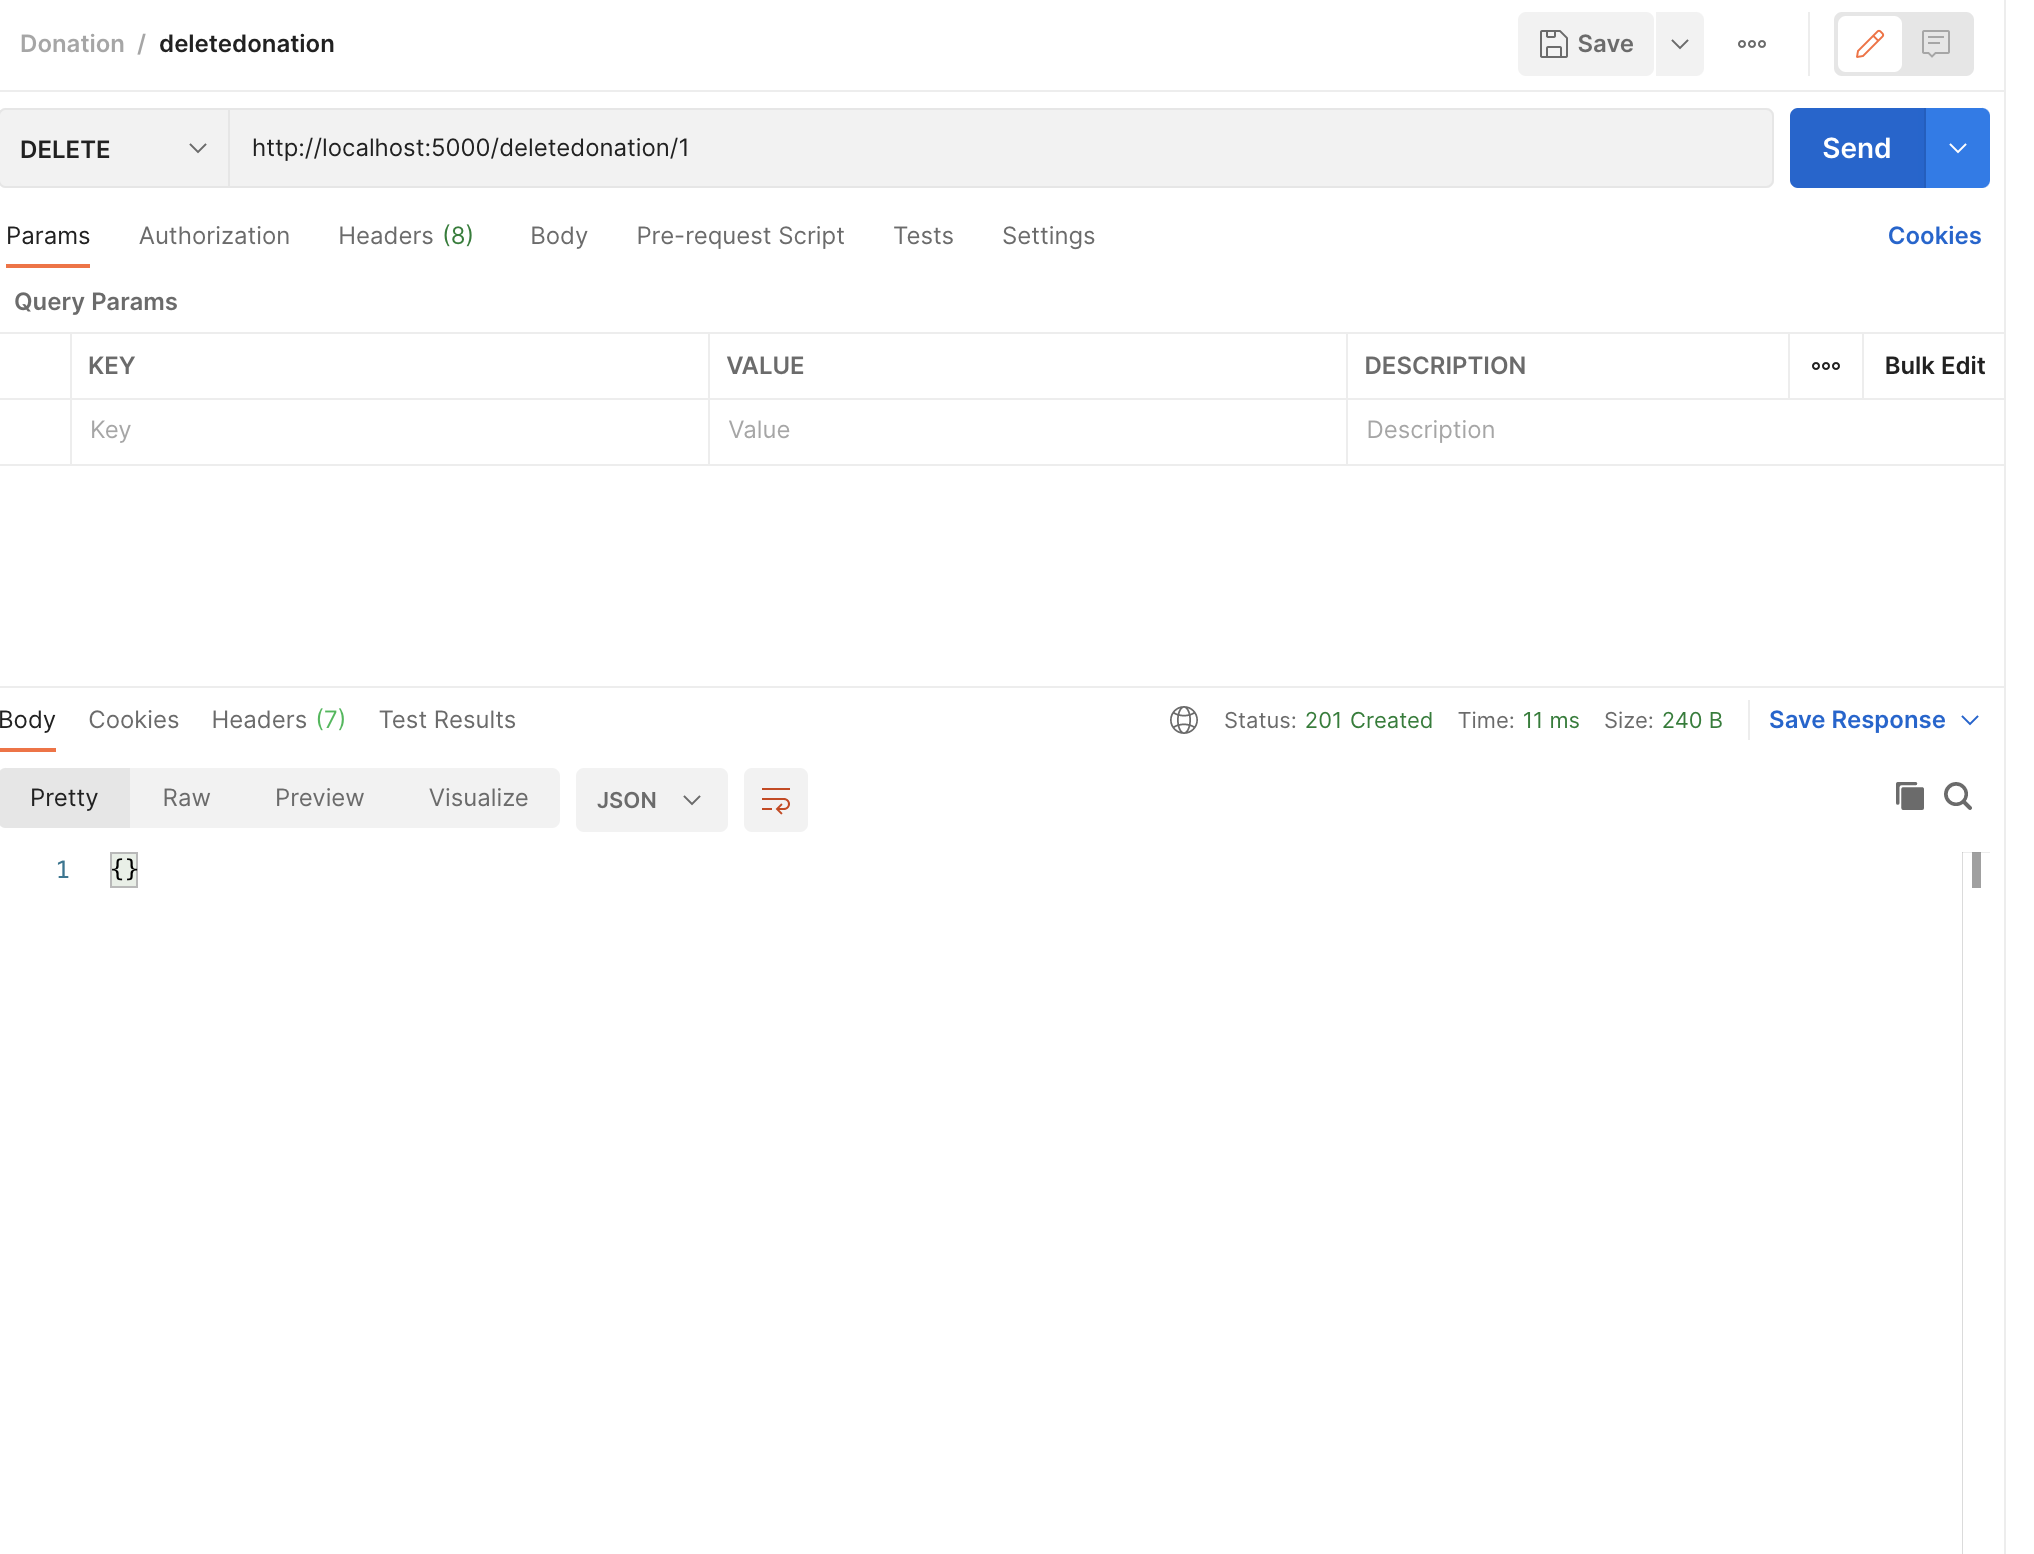 Donation / deletedonation
Save
DELETE
http://localhost:5000/deletedonation/1
Send
Params Authorization Headers (8) Body Pre-request Script Tests Settings Cookies
Query Params
KEY VALUE DESCRIPTION Bulk Edit
Key Value Description
Body Cookies Headers (7) Test Results Status: 201 Created Time: 11 ms Size: 240 B Save Response
Pretty Raw Preview Visualize JSON
1 {}